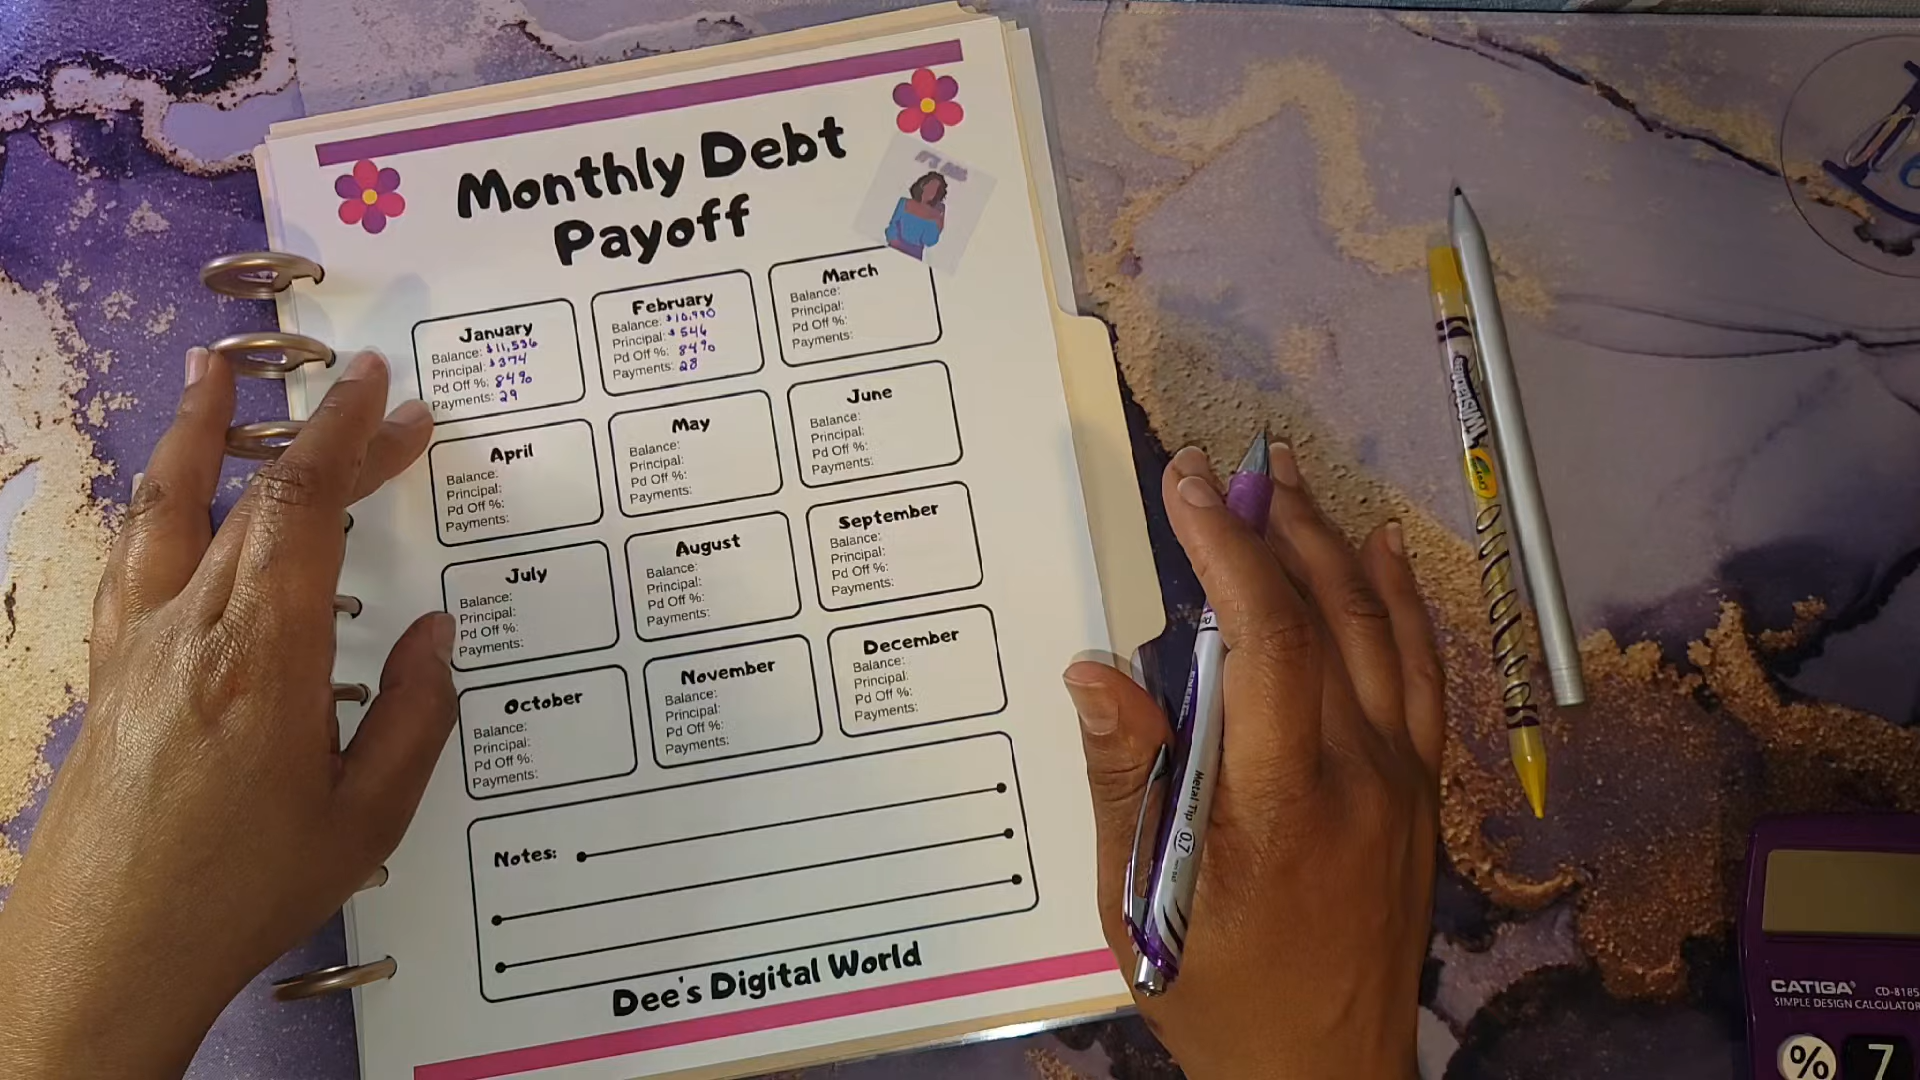 Monthly Debt
Payoff
January
Balance: $11,536
Principal: $374
Pd Off %: 84%
Payments: 29
February
Balance: $10,990
Principal: $546
Pd Off %: 84%
Payments: 28
March
Balance:
Principal:
Pd Off %:
Payments:
April
Balance:
Principal:
Pd Off %:
Payments:
May
Balance:
Principal:
Pd Off %:
Payments:
June
Balance:
Principal:
Pd Off %:
Payments:
July
Balance:
Principal:
Pd Off %:
Payments:
August
Balance:
Principal:
Pd Off %:
Payments:
September
Balance:
Principal:
Pd Off %:
Payments:
October
Balance:
Principal:
Pd Off %:
Payments:
November
Balance:
Principal:
Pd Off %:
Payments:
December
Balance:
Principal:
Pd Off %:
Payments:
Notes:
Dee's Digital World
Metal Tip 0.7
Twistables
CATIGA CD-8185
SIMPLE DESIGN CALCULATOR
% 7